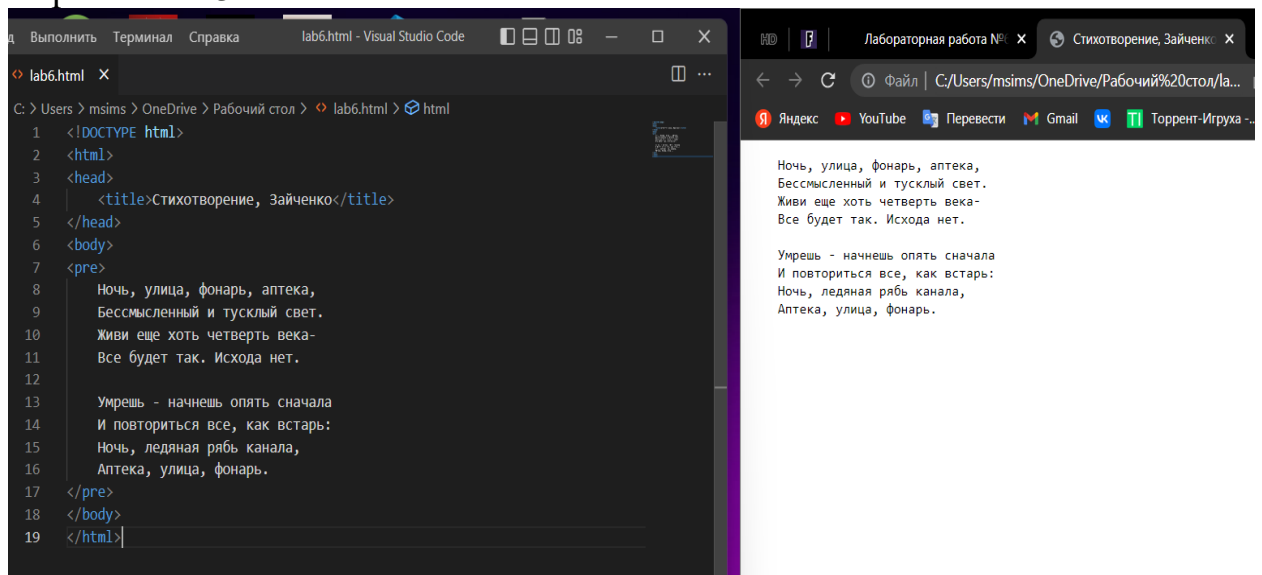 д Выполнить Терминал Справка lab6.html - Visual Studio Code
lab6.html
C: > Users > msims > OneDrive > Рабочий стол > lab6.html > html
1 <!DOCTYPE html>
2 <html>
3 <head>
4 <title>Стихотворение, Зайченко</title>
5 </head>
6 <body>
7 <pre>
8 Ночь, улица, фонарь, аптека,
9 Бессмысленный и тусклый свет.
10 Живи еще хоть четверть века-
11 Все будет так. Исхода нет.
12
13 Умрешь - начнешь опять сначала
14 И повториться все, как встарь:
15 Ночь, ледяная рябь канала,
16 Аптека, улица, фонарь.
17 </pre>
18 </body>
19 </html>
HD Лабораторная работа № Стихотворение, Зайченко
Файл | C:/Users/msims/OneDrive/Рабочий%20стол/la...
Яндекс YouTube Перевести Gmail Торрент-Игруха -...
Ночь, улица, фонарь, аптека,
Бессмысленный и тусклый свет.
Живи еще хоть четверть века-
Все будет так. Исхода нет.
Умрешь - начнешь опять сначала
И повториться все, как встарь:
Ночь, ледяная рябь канала,
Аптека, улица, фонарь.